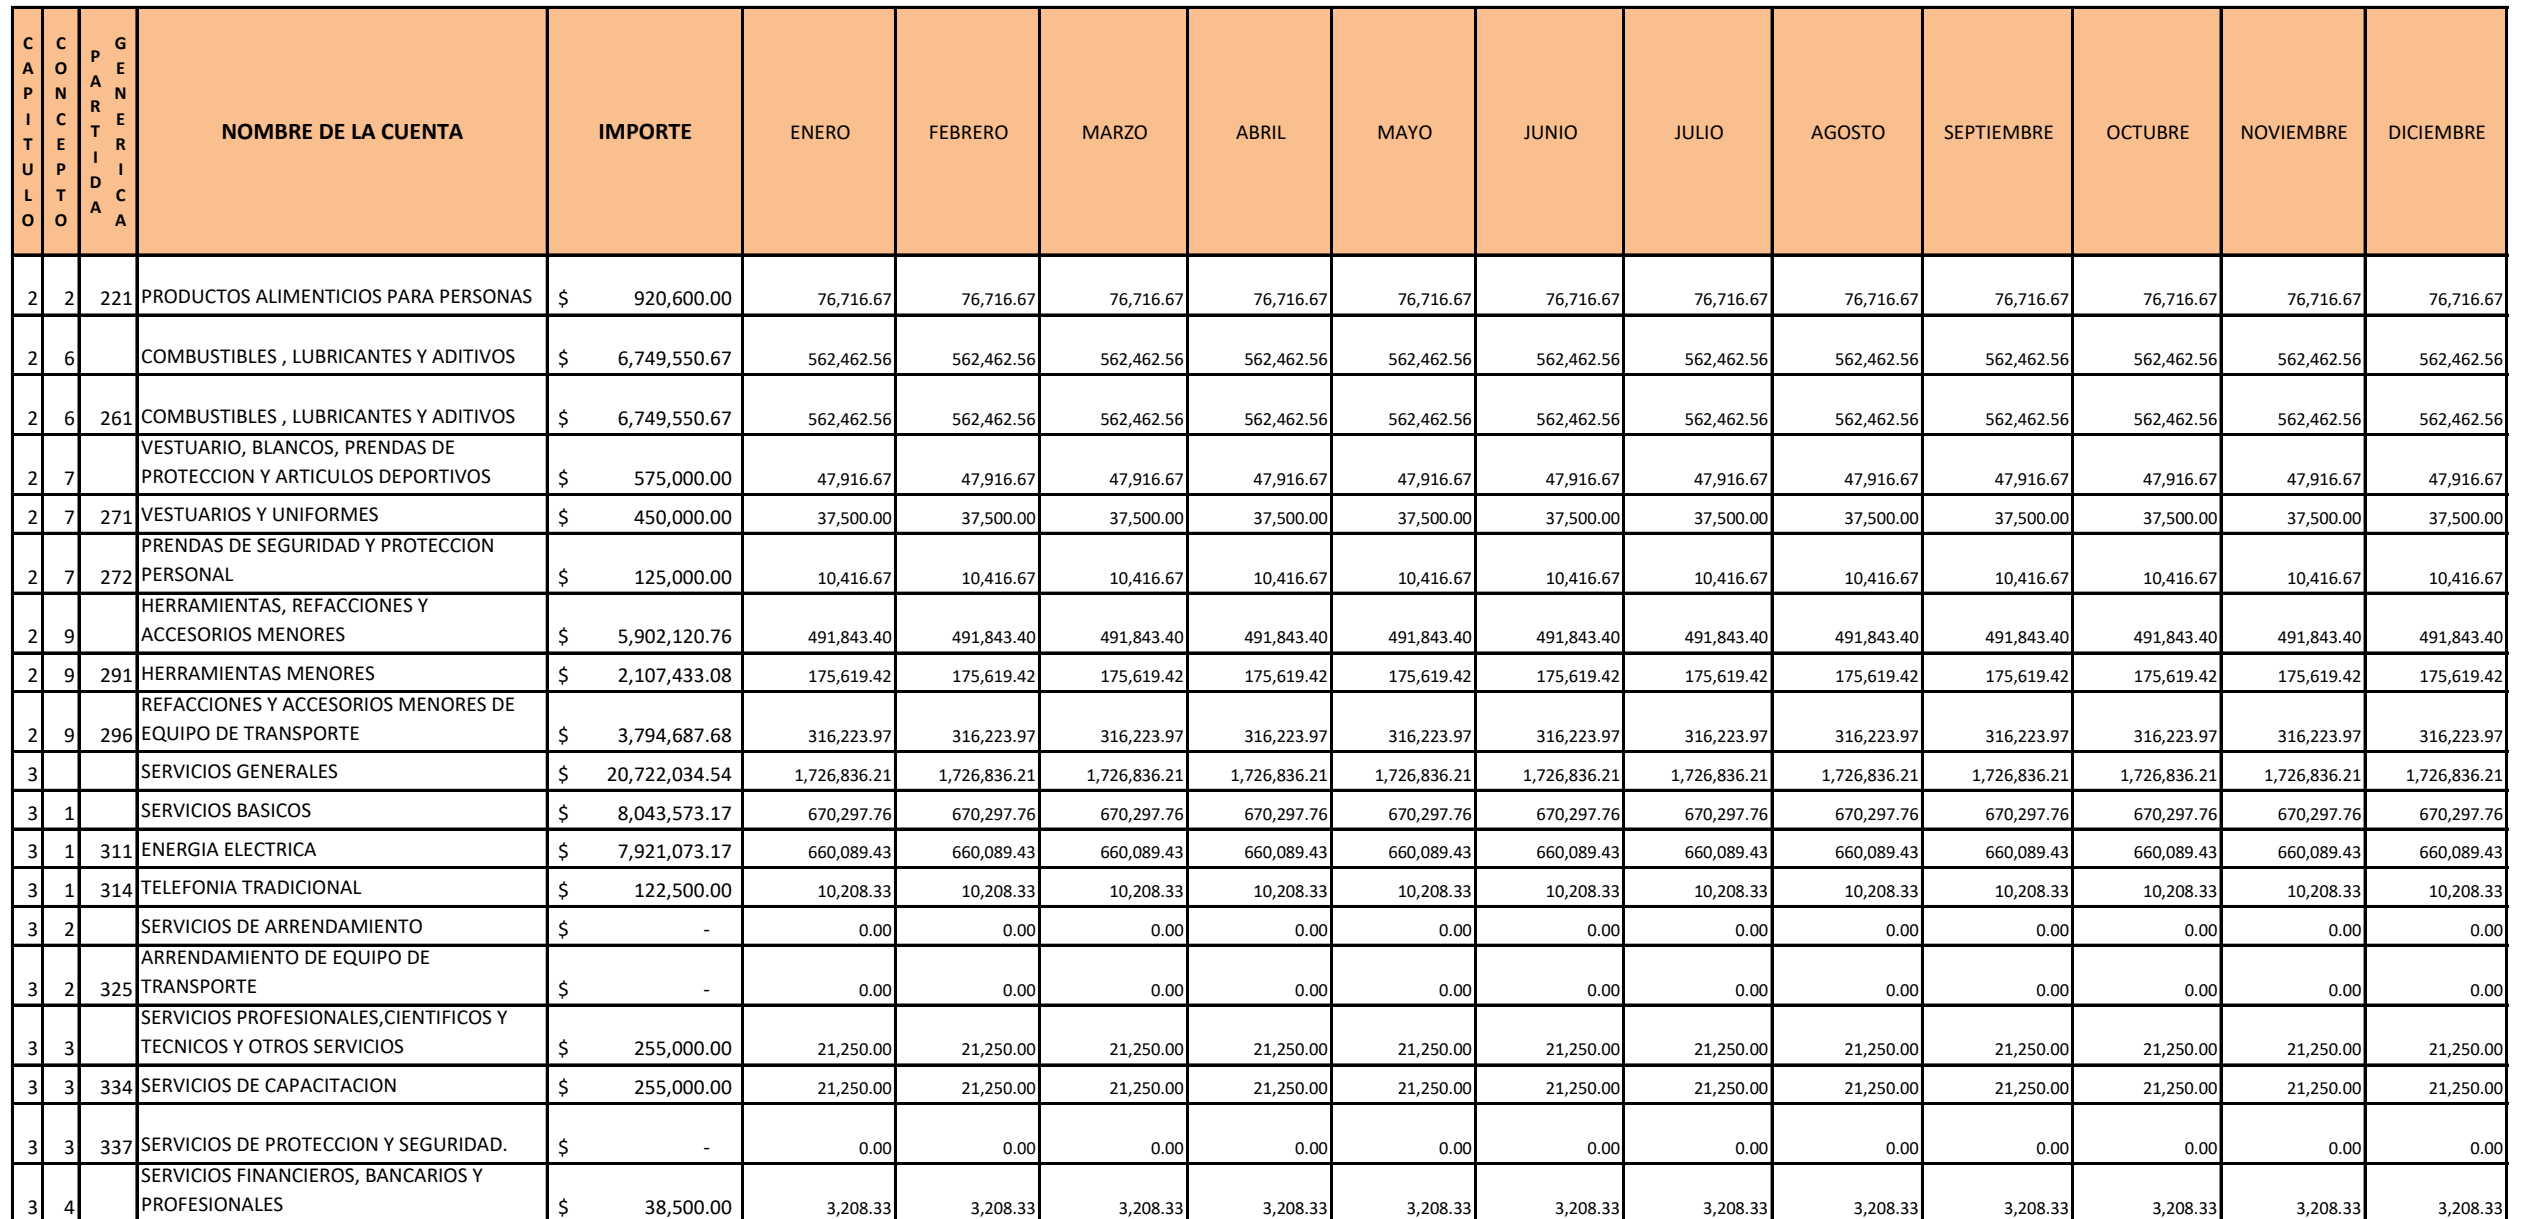 CAPITULO CONCEPTO PARTIDA GENERICA NOMBRE DE LA CUENTA IMPORTE ENERO FEBRERO MARZO ABRIL MAYO JUNIO JULIO AGOSTO SEPTIEMBRE OCTUBRE NOVIEMBRE DICIEMBRE
2 2 221 PRODUCTOS ALIMENTICIOS PARA PERSONAS $ 920,600.00 76,716.67 76,716.67 76,716.67 76,716.67 76,716.67 76,716.67 76,716.67 76,716.67 76,716.67 76,716.67 76,716.67 76,716.67
2 6 COMBUSTIBLES , LUBRICANTES Y ADITIVOS $ 6,749,550.67 562,462.56 562,462.56 562,462.56 562,462.56 562,462.56 562,462.56 562,462.56 562,462.56 562,462.56 562,462.56 562,462.56 562,462.56
2 6 261 COMBUSTIBLES , LUBRICANTES Y ADITIVOS $ 6,749,550.67 562,462.56 562,462.56 562,462.56 562,462.56 562,462.56 562,462.56 562,462.56 562,462.56 562,462.56 562,462.56 562,462.56 562,462.56
VESTUARIO, BLANCOS, PRENDAS DE
2 7 PROTECCION Y ARTICULOS DEPORTIVOS $ 575,000.00 47,916.67 47,916.67 47,916.67 47,916.67 47,916.67 47,916.67 47,916.67 47,916.67 47,916.67 47,916.67 47,916.67 47,916.67
2 7 271 VESTUARIOS Y UNIFORMES $ 450,000.00 37,500.00 37,500.00 37,500.00 37,500.00 37,500.00 37,500.00 37,500.00 37,500.00 37,500.00 37,500.00 37,500.00 37,500.00
PRENDAS DE SEGURIDAD Y PROTECCION
2 7 272 PERSONAL $ 125,000.00 10,416.67 10,416.67 10,416.67 10,416.67 10,416.67 10,416.67 10,416.67 10,416.67 10,416.67 10,416.67 10,416.67 10,416.67
HERRAMIENTAS, REFACCIONES Y
2 9 ACCESORIOS MENORES $ 5,902,120.76 491,843.40 491,843.40 491,843.40 491,843.40 491,843.40 491,843.40 491,843.40 491,843.40 491,843.40 491,843.40 491,843.40 491,843.40
2 9 291 HERRAMIENTAS MENORES $ 2,107,433.08 175,619.42 175,619.42 175,619.42 175,619.42 175,619.42 175,619.42 175,619.42 175,619.42 175,619.42 175,619.42 175,619.42 175,619.42
REFACCIONES Y ACCESORIOS MENORES DE
2 9 296 EQUIPO DE TRANSPORTE $ 3,794,687.68 316,223.97 316,223.97 316,223.97 316,223.97 316,223.97 316,223.97 316,223.97 316,223.97 316,223.97 316,223.97 316,223.97 316,223.97
3 SERVICIOS GENERALES $ 20,722,034.54 1,726,836.21 1,726,836.21 1,726,836.21 1,726,836.21 1,726,836.21 1,726,836.21 1,726,836.21 1,726,836.21 1,726,836.21 1,726,836.21 1,726,836.21 1,726,836.21
3 1 SERVICIOS BASICOS $ 8,043,573.17 670,297.76 670,297.76 670,297.76 670,297.76 670,297.76 670,297.76 670,297.76 670,297.76 670,297.76 670,297.76 670,297.76 670,297.76
3 1 311 ENERGIA ELECTRICA $ 7,921,073.17 660,089.43 660,089.43 660,089.43 660,089.43 660,089.43 660,089.43 660,089.43 660,089.43 660,089.43 660,089.43 660,089.43 660,089.43
3 1 314 TELEFONIA TRADICIONAL $ 122,500.00 10,208.33 10,208.33 10,208.33 10,208.33 10,208.33 10,208.33 10,208.33 10,208.33 10,208.33 10,208.33 10,208.33 10,208.33
3 2 SERVICIOS DE ARRENDAMIENTO $ - 0.00 0.00 0.00 0.00 0.00 0.00 0.00 0.00 0.00 0.00 0.00 0.00
ARRENDAMIENTO DE EQUIPO DE
3 2 325 TRANSPORTE $ - 0.00 0.00 0.00 0.00 0.00 0.00 0.00 0.00 0.00 0.00 0.00 0.00
SERVICIOS PROFESIONALES,CIENTIFICOS Y
3 3 TECNICOS Y OTROS SERVICIOS $ 255,000.00 21,250.00 21,250.00 21,250.00 21,250.00 21,250.00 21,250.00 21,250.00 21,250.00 21,250.00 21,250.00 21,250.00 21,250.00
3 3 334 SERVICIOS DE CAPACITACION $ 255,000.00 21,250.00 21,250.00 21,250.00 21,250.00 21,250.00 21,250.00 21,250.00 21,250.00 21,250.00 21,250.00 21,250.00 21,250.00
3 3 337 SERVICIOS DE PROTECCION Y SEGURIDAD. $ - 0.00 0.00 0.00 0.00 0.00 0.00 0.00 0.00 0.00 0.00 0.00 0.00
SERVICIOS FINANCIEROS, BANCARIOS Y
3 4 PROFESIONALES $ 38,500.00 3,208.33 3,208.33 3,208.33 3,208.33 3,208.33 3,208.33 3,208.33 3,208.33 3,208.33 3,208.33 3,208.33 3,208.33